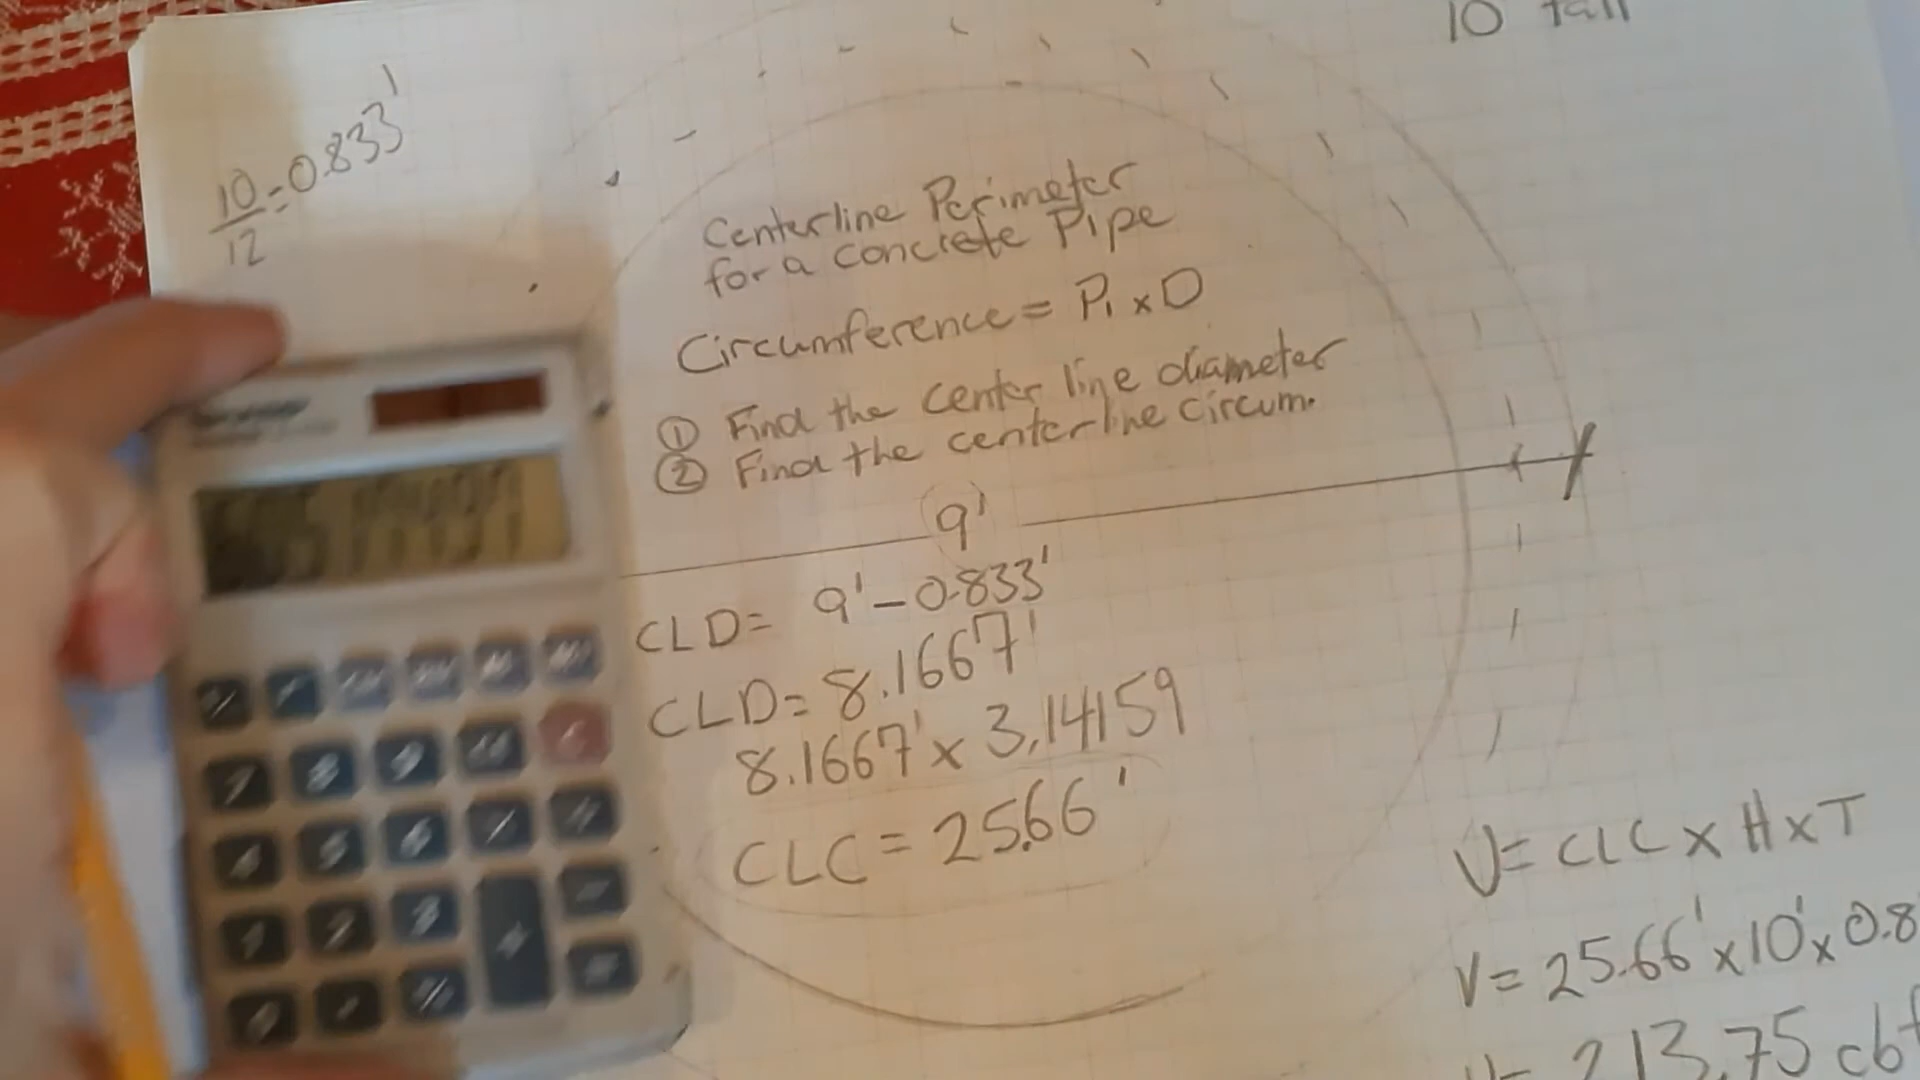 10 tall
10/12 = 0.833'
Centerline Perimeter
for a concrete Pipe
Circumference = Pi x D
① Find the center line diameter
② Find the centerline circum.
9'
CLD = 9' - 0.833'
CLD = 8.1667'
8.1667' x 3.14159
CLC = 25.66'
V = CLC x H x T
V = 25.66' x 10' x 0.8
213.75 cbf